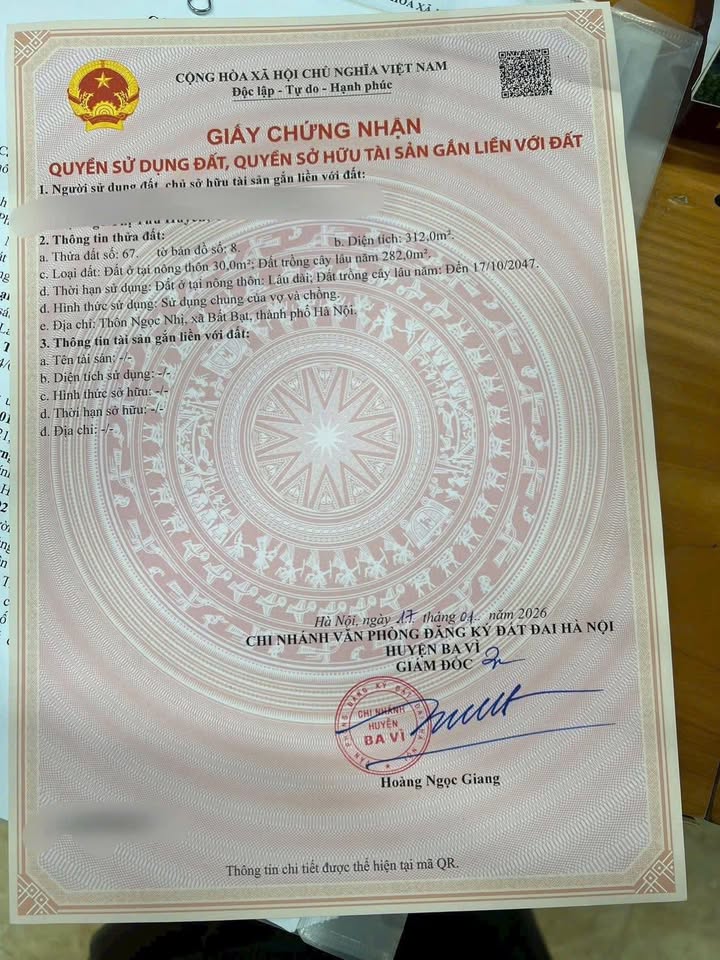 CỘNG HÒA XÃ HỘI CHỦ NGHĨA VIỆT NAM
Độc lập - Tự do - Hạnh phúc
GIẤY CHỨNG NHẬN
QUYỀN SỬ DỤNG ĐẤT, QUYỀN SỞ HỮU TÀI SẢN GẮN LIỀN VỚI ĐẤT
1. Người sử dụng đất, chủ sở hữu tài sản gắn liền với đất:
2. Thông tin thửa đất:
a. Thửa đất số: 67. tờ bản đồ số: 8. b. Diện tích: 312,0m².
c. Loại đất: Đất ở tại nông thôn 30,0m²; Đất trồng cây lâu năm 282,0m².
d. Thời hạn sử dụng: Đất ở tại nông thôn: Lâu dài; Đất trồng cây lâu năm: Đến 17/10/2047.
đ. Hình thức sử dụng: Sử dụng chung của vợ và chồng.
e. Địa chỉ: Thôn Ngọc Nhị, xã Bất Bạt, thành phố Hà Nội.
3. Thông tin tài sản gắn liền với đất:
a. Tên tài sản: -/-
b. Diện tích sử dụng: -/-
c. Hình thức sở hữu: -/-
d. Thời hạn sở hữu: -/-
đ. Địa chỉ: -/-
Hà Nội, ngày 17 tháng 01 năm 2026
CHI NHÁNH VĂN PHÒNG ĐĂNG KÝ ĐẤT ĐAI HÀ NỘI
HUYỆN BA VÌ
GIÁM ĐỐC
CHI NHÁNH
HUYỆN
BA VÌ
Hoàng Ngọc Giang
Thông tin chi tiết được thể hiện tại mã QR.